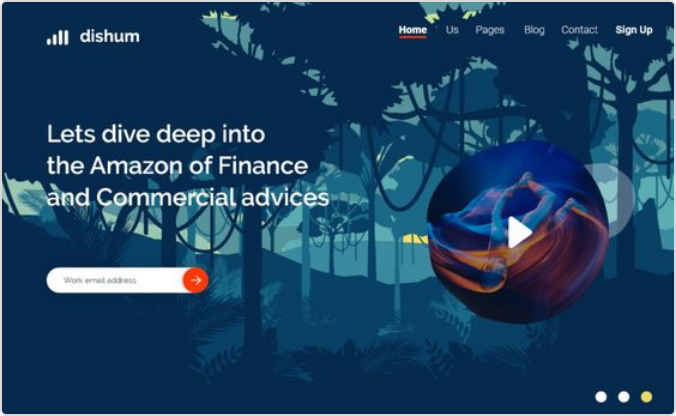 dishum
Home Us Pages Blog Contact Sign Up
Lets dive deep into
the Amazon of Finance
and Commercial advices
Work email address